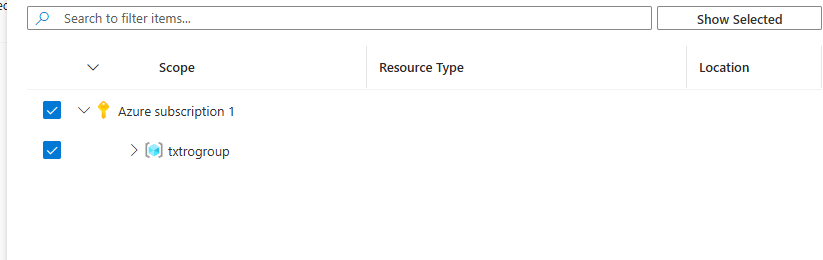 Search to filter items...
Show Selected
Scope Resource Type Location
Azure subscription 1
txtrogroup